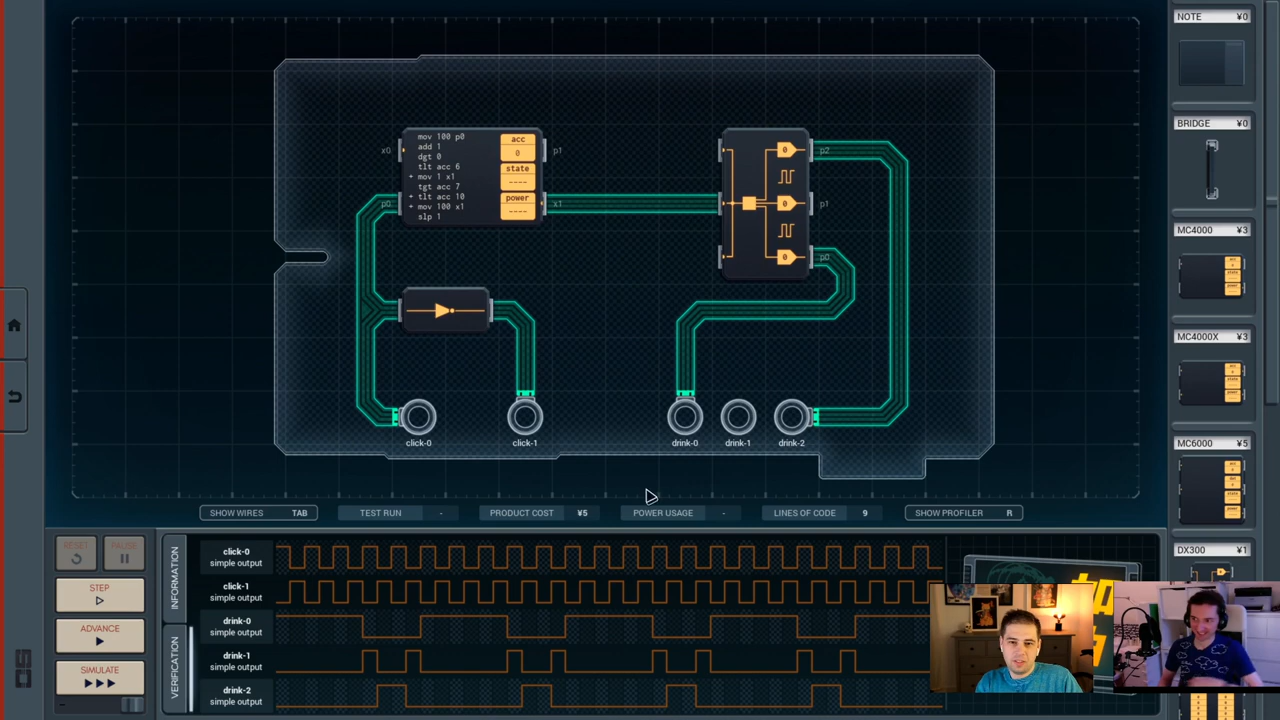 NOTE ¥0
BRIDGE ¥0
MC4000 ¥3
MC4000X ¥3
MC6000 ¥5
DX300 ¥1
x0
p0
mov 100 p0
add 1
dgt 0
tlt acc 6
+ mov 1 x1
tgt acc 7
+ tlt acc 10
+ mov 100 x1
slp 1
acc
0
state
----
power
----
p1
x1
0
0
0
p2
p1
p0
click-0
click-1
drink-0
drink-1
drink-2
SHOW WIRES TAB
TEST RUN -
PRODUCT COST ¥5
POWER USAGE -
LINES OF CODE 9
SHOW PROFILER R
RESET
PAUSE
STEP
ADVANCE
SIMULATE
INFORMATION
VERIFICATION
click-0
simple output
click-1
simple output
drink-0
simple output
drink-1
simple output
drink-2
simple output